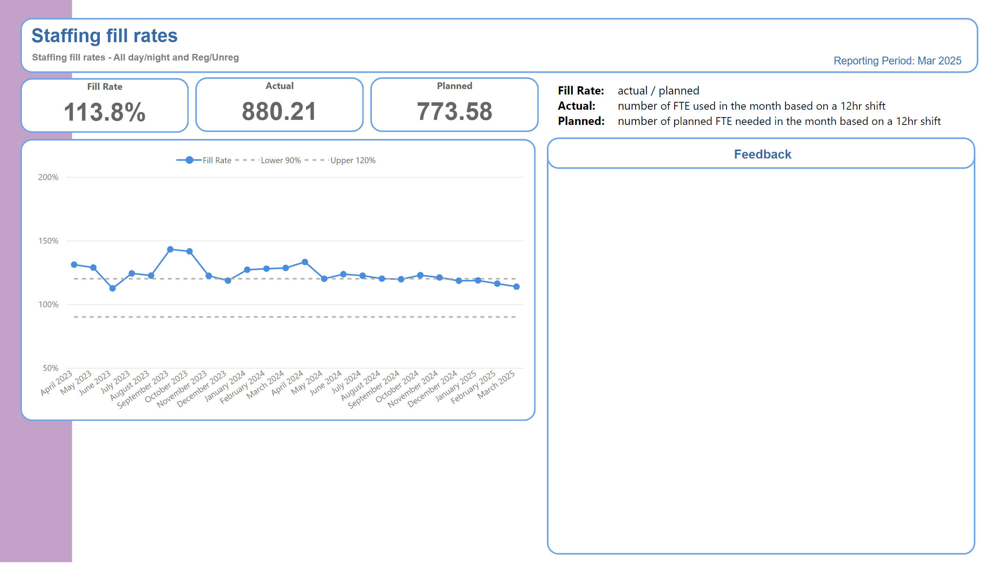 Staffing fill rates
Staffing fill rates - All day/night and Reg/Unreg
Reporting Period: Mar 2025
Fill Rate
113.8%
Actual
880.21
Planned
773.58
Fill Rate: actual / planned
Actual: number of FTE used in the month based on a 12hr shift
Planned: number of planned FTE needed in the month based on a 12hr shift
Fill Rate Lower 90% Upper 120%
200%
150%
100%
50%
April 2023
May 2023
June 2023
July 2023
August 2023
September 2023
October 2023
November 2023
December 2023
January 2024
February 2024
March 2024
April 2024
May 2024
June 2024
July 2024
August 2024
September 2024
October 2024
November 2024
December 2024
January 2025
February 2025
March 2025
Feedback